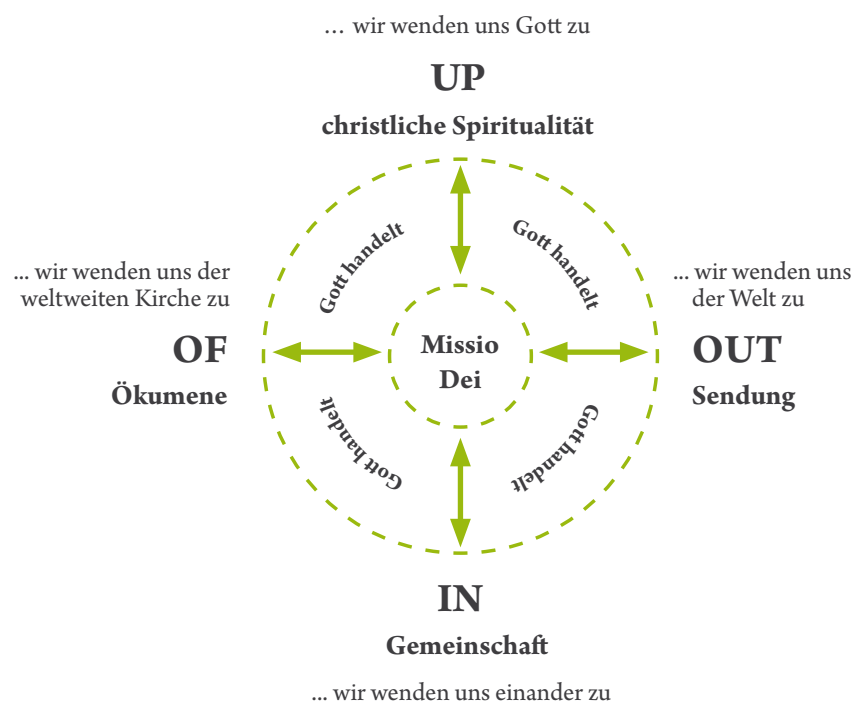 … wir wenden uns Gott zu
UP
christliche Spiritualität
Gott handelt
Gott handelt
... wir wenden uns der
weltweiten Kirche zu
OF
Ökumene
Missio
Dei
... wir wenden uns
der Welt zu
OUT
Sendung
Gott handelt
Gott handelt
IN
Gemeinschaft
... wir wenden uns einander zu